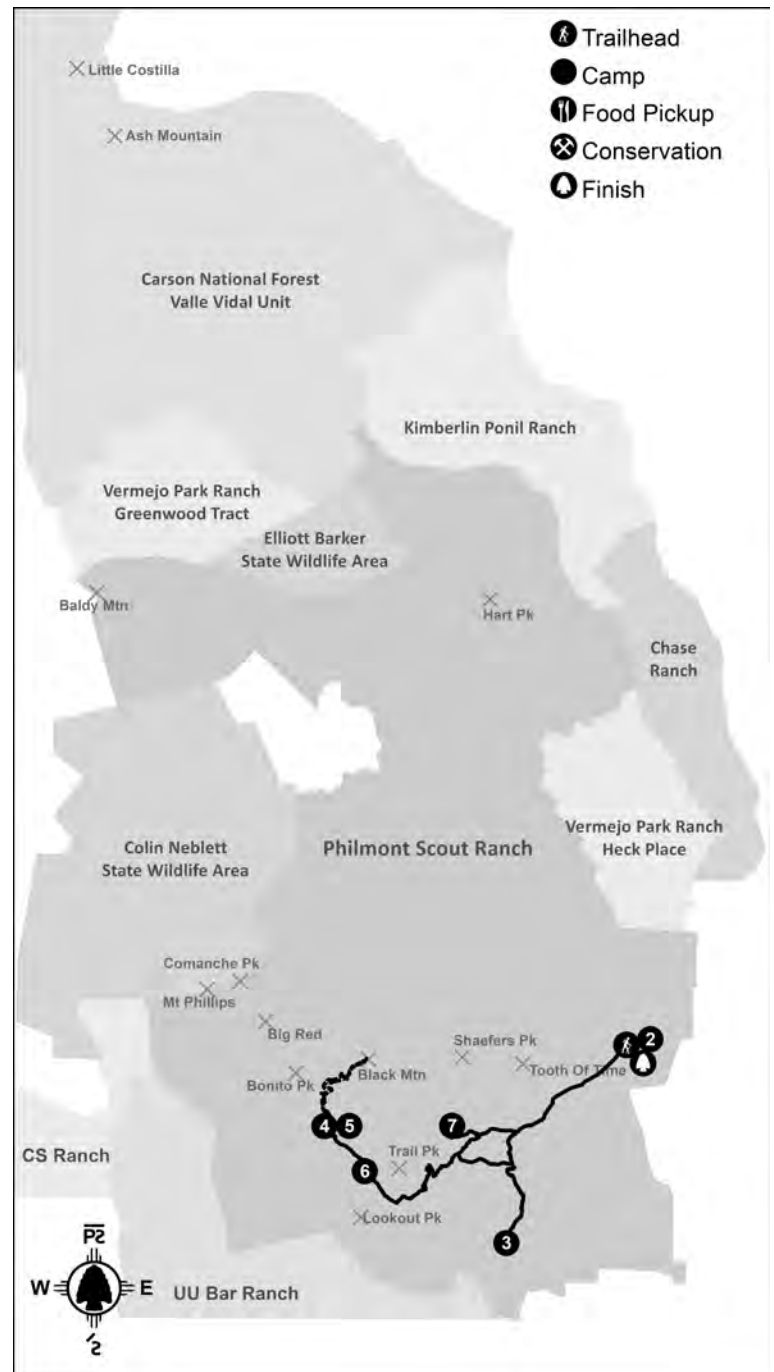 Trailhead
Camp
Food Pickup
Conservation
Finish
Little Costilla
Ash Mountain
Carson National Forest
Valle Vidal Unit
Kimberlin Ponil Ranch
Vermejo Park Ranch
Greenwood Tract
Elliott Barker
State Wildlife Area
Baldy Mtn
Hart Pk
Chase
Ranch
Vermejo Park Ranch
Heck Place
Colin Neblett
State Wildlife Area
Philmont Scout Ranch
Comanche Pk
Mt Phillips
Big Red
Bonito Pk
Black Mtn
Shaefers Pk
Tooth Of Time
2
4
5
7
6
Trail Pk
Lookout Pk
3
CS Ranch
UU Bar Ranch
W
E